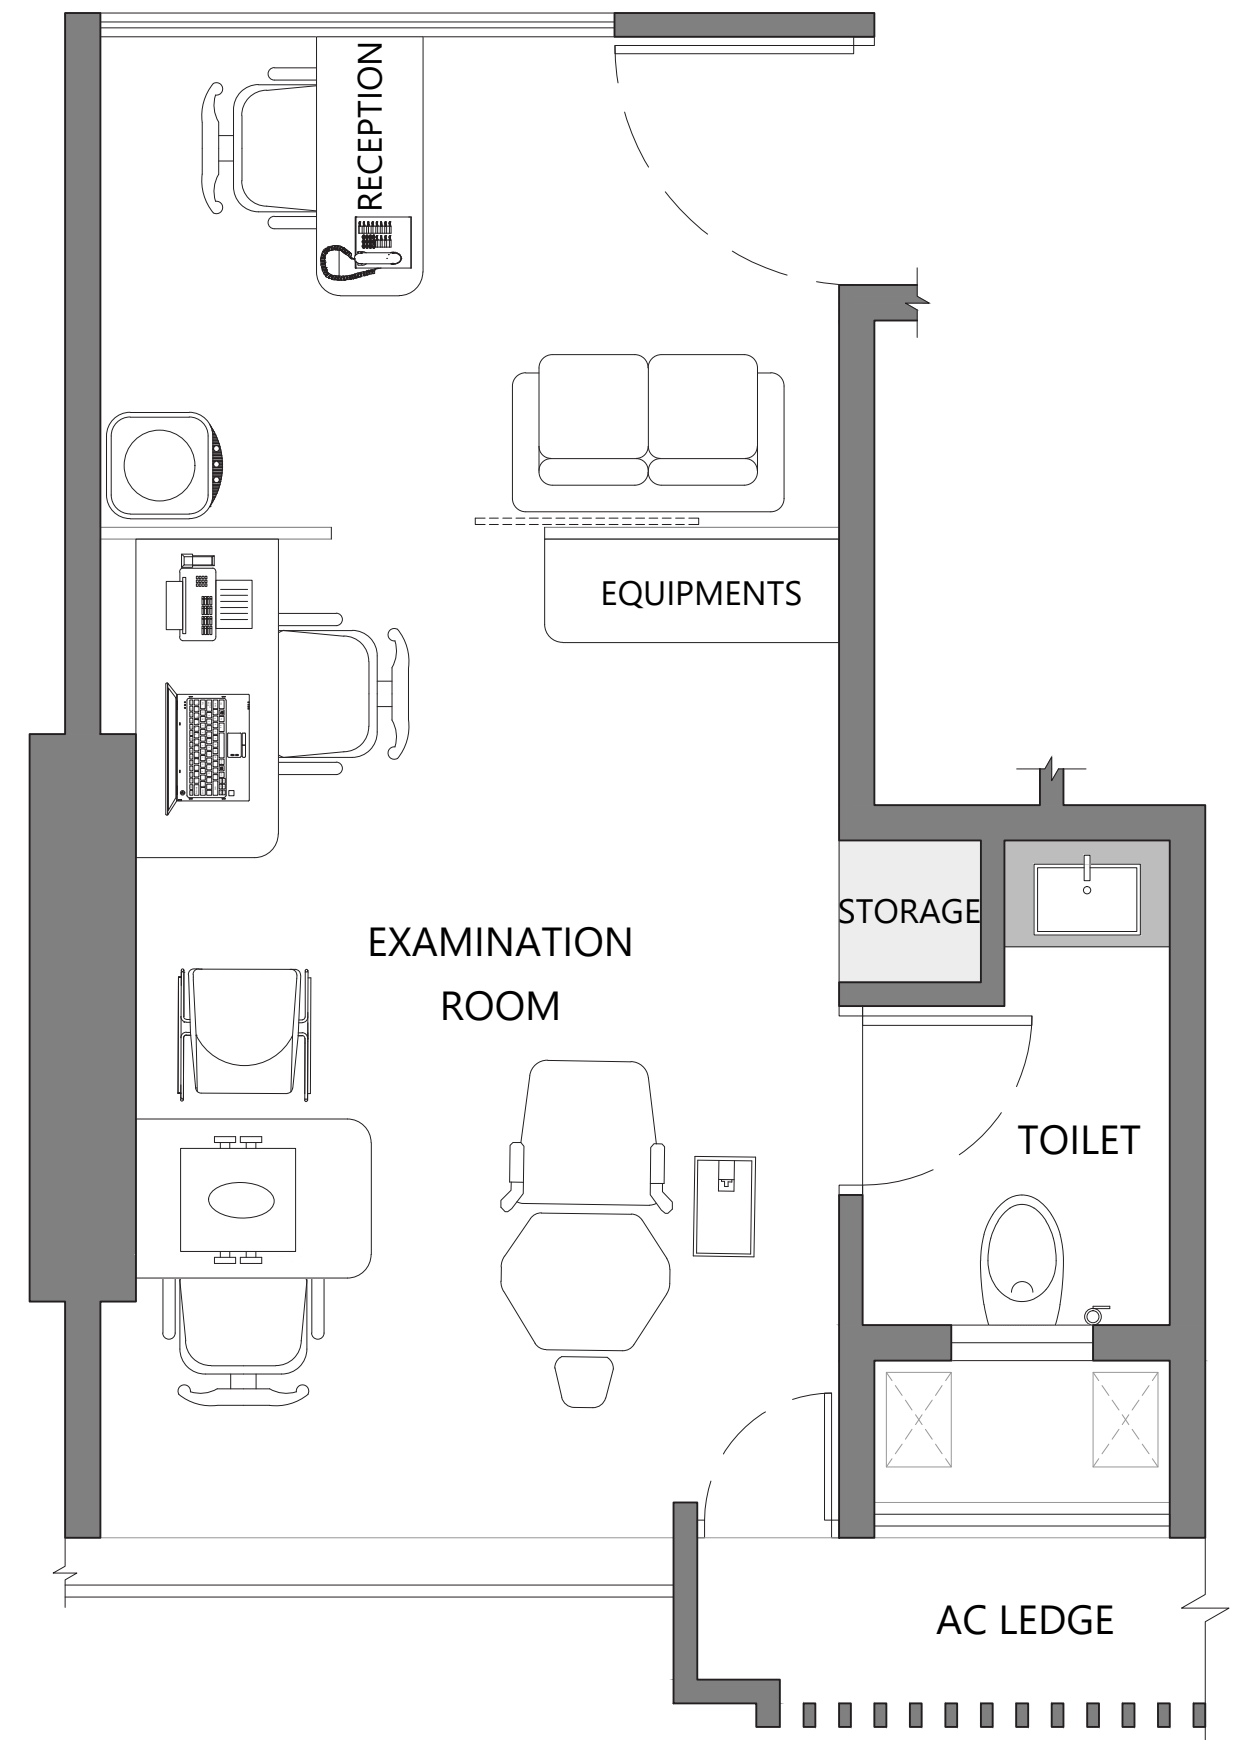 RECEPTION
EQUIPMENTS
STORAGE
EXAMINATION
ROOM
TOILET
AC LEDGE